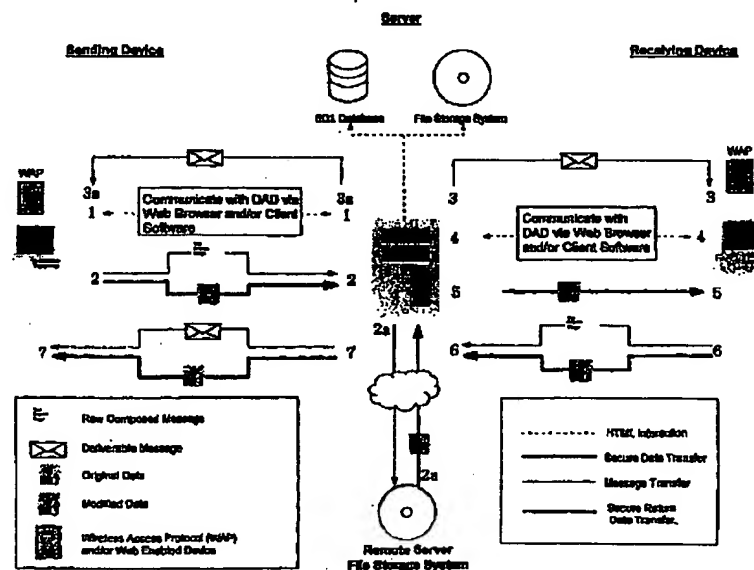 Server
Sending Device
Receiving Device
File Storage System
Database
WAP
WAP
3a
3a
3
3
1
Communicate with DAD via
Web Browser and/or Client
Software
1
4
Communicate with
DAD via Web Browser
and/or Client Software
4
2
2
5
5
7
7
2a
6
6
2a
Raw Composed Message
Deliverable Message
Original Data
Modified Data
Wireless Access Protocol (WAP)
and/or Web Enabled Device
HTML Interaction
Secure Data Transfer
Message Transfer
Secure Return
Data Transfer.
Remote Server
File Storage System